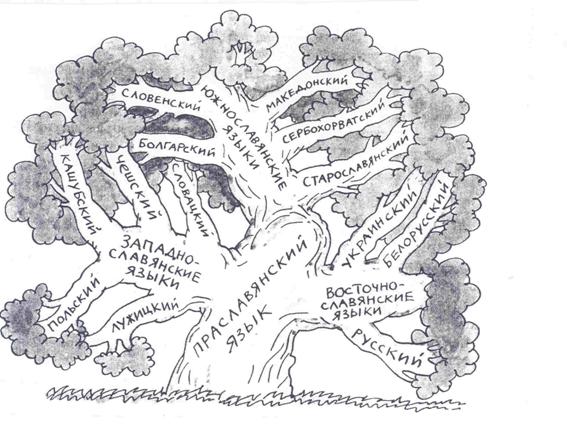 СЛОВЕНСКИЙ
БОЛГАРСКИЙ
ЮЖНОСЛАВЯНСКИЕ
ЯЗЫКИ
МАКЕДОНСКИЙ
СЕРБОХОРВАТСКИЙ
СТАРОСЛАВЯНСКИЙ
КАШУБСКИЙ
ЧЕШСКИЙ
СЛОВАЦКИЙ
ЗАПАДНО-
СЛАВЯНСКИЕ
ЯЗЫКИ
ПОЛЬСКИЙ
ЛУЖИЦКИЙ
ПРАСЛАВЯНСКИЙ
ЯЗЫК
УКРАИНСКИЙ
БЕЛОРУССКИЙ
ВОСТОЧНО-
СЛАВЯНСКИЕ
ЯЗЫКИ
РУССКИЙ